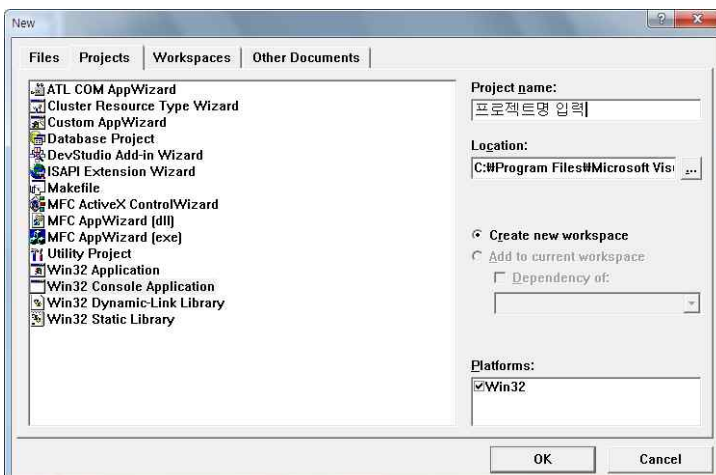 New
Files
Projects
Workspaces
Other Documents
ATL COM AppWizard
Cluster Resource Type Wizard
Custom AppWizard
Database Project
DevStudio Add-in Wizard
ISAPI Extension Wizard
Makefile
MFC ActiveX ControlWizard
MFC AppWizard (dll)
MFC AppWizard (exe)
Utility Project
Win32 Application
Win32 Console Application
Win32 Dynamic-Link Library
Win32 Static Library
Project name:
프로젝트명 입력
Location:
C:₩Program Files₩Microsoft Vis
...
Create new workspace
Add to current workspace
Dependency of:
Platforms:
Win32
OK
Cancel